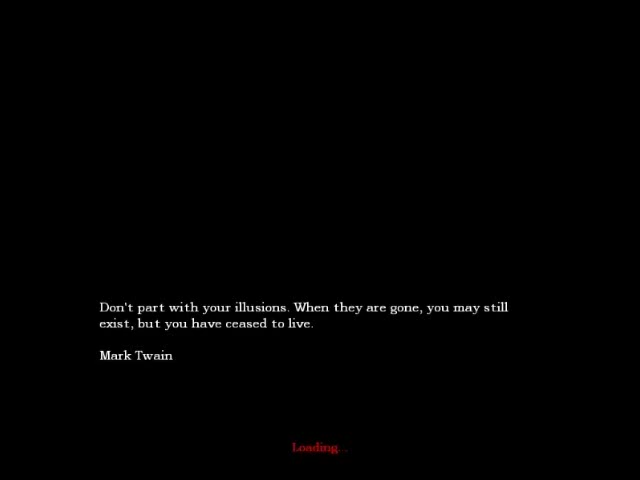 Don't part with your illusions. When they are gone, you may still
exist, but you have ceased to live.
Mark Twain
Loading...